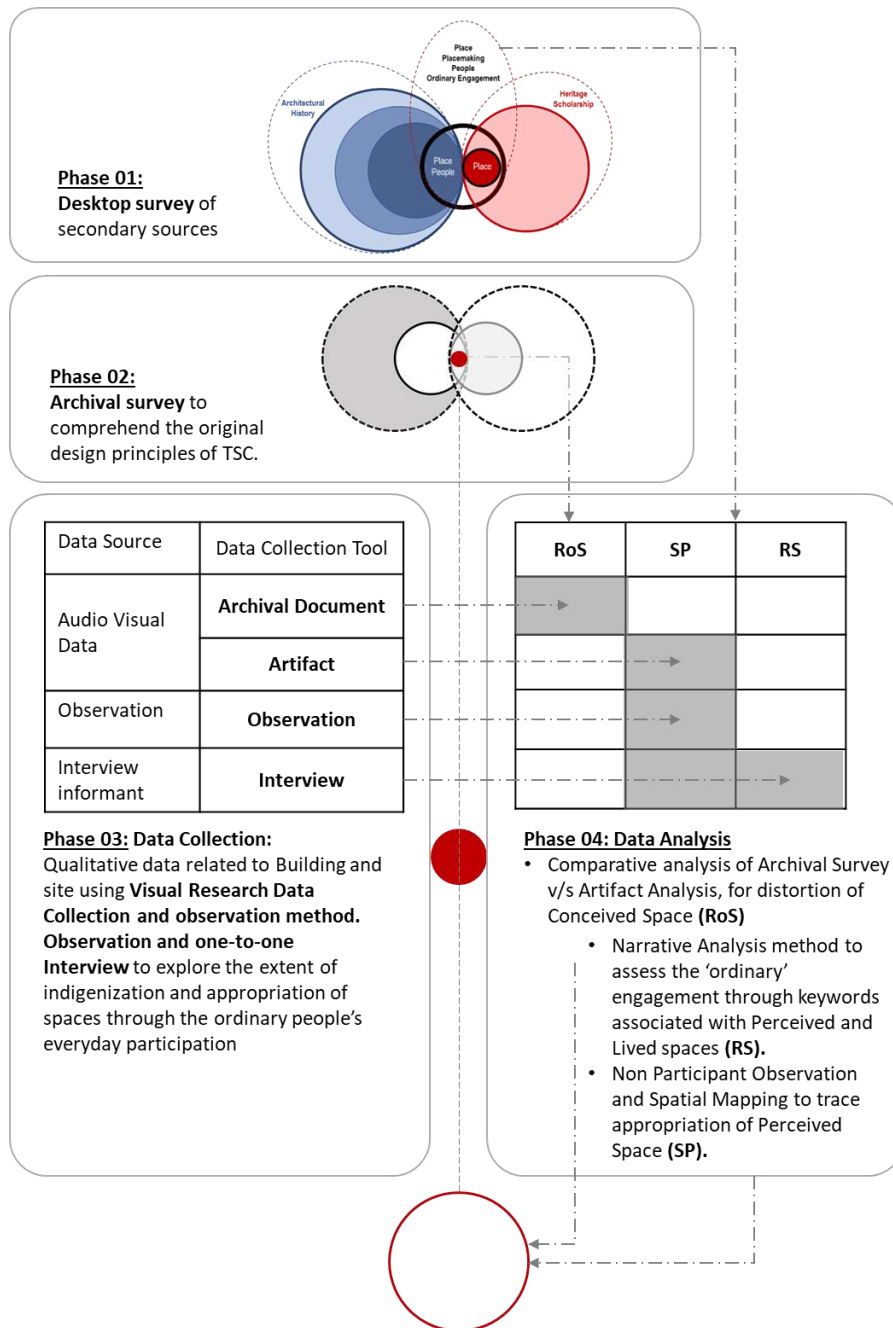 Place
Placemaking
People
Ordinary Engagement
Architectural
History
Heritage
Scholarship
Place
People
Place
Phase 01:
Desktop survey of
secondary sources
Phase 02:
Archival survey to
comprehend the original
design principles of TSC.
Data Source
Data Collection Tool
Audio Visual
Data
Archival Document
Artifact
Observation
Observation
Interview
informant
Interview
RoS
SP
RS
Phase 03: Data Collection:
Qualitative data related to Building and
site using Visual Research Data
Collection and observation method.
Observation and one-to-one
Interview to explore the extent of
indigenization and appropriation of
spaces through the ordinary people's
everyday participation
Phase 04: Data Analysis
• Comparative analysis of Archival Survey
v/s Artifact Analysis, for distortion of
Conceived Space (RoS)
• Narrative Analysis method to
assess the 'ordinary'
engagement through keywords
associated with Perceived and
Lived spaces (RS).
• Non Participant Observation
and Spatial Mapping to trace
appropriation of Perceived
Space (SP).